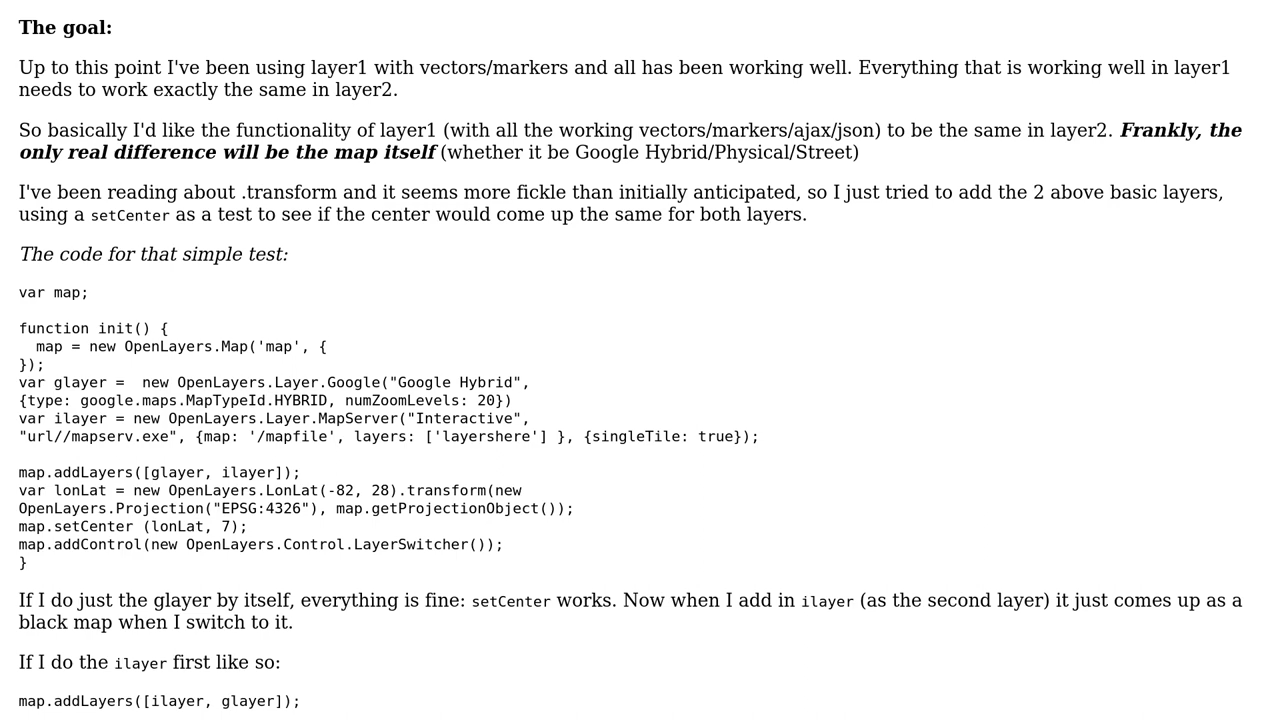 The goal:
Up to this point I've been using layer1 with vectors/markers and all has been working well. Everything that is working well in layer1
needs to work exactly the same in layer2.
So basically I'd like the functionality of layer1 (with all the working vectors/markers/ajax/json) to be the same in layer2. Frankly, the
only real difference will be the map itself (whether it be Google Hybrid/Physical/Street)
I've been reading about .transform and it seems more fickle than initially anticipated, so I just tried to add the 2 above basic layers,
using a setCenter as a test to see if the center would come up the same for both layers.
The code for that simple test:
var map;
function init() {
  map = new OpenLayers.Map('map', {
});
var glayer =  new OpenLayers.Layer.Google("Google Hybrid",
{type: google.maps.MapTypeId.HYBRID, numZoomLevels: 20})
var ilayer = new OpenLayers.Layer.MapServer("Interactive",
"url//mapserv.exe", {map: '/mapfile', layers: ['layershere'] }, {singleTile: true});
map.addLayers([glayer, ilayer]);
var lonLat = new OpenLayers.LonLat(-82, 28).transform(new
OpenLayers.Projection("EPSG:4326"), map.getProjectionObject());
map.setCenter (lonLat, 7);
map.addControl(new OpenLayers.Control.LayerSwitcher());
}
If I do just the glayer by itself, everything is fine: setCenter works. Now when I add in ilayer (as the second layer) it just comes up as a
black map when I switch to it.
If I do the ilayer first like so:
map.addLayers([ilayer, glayer]);